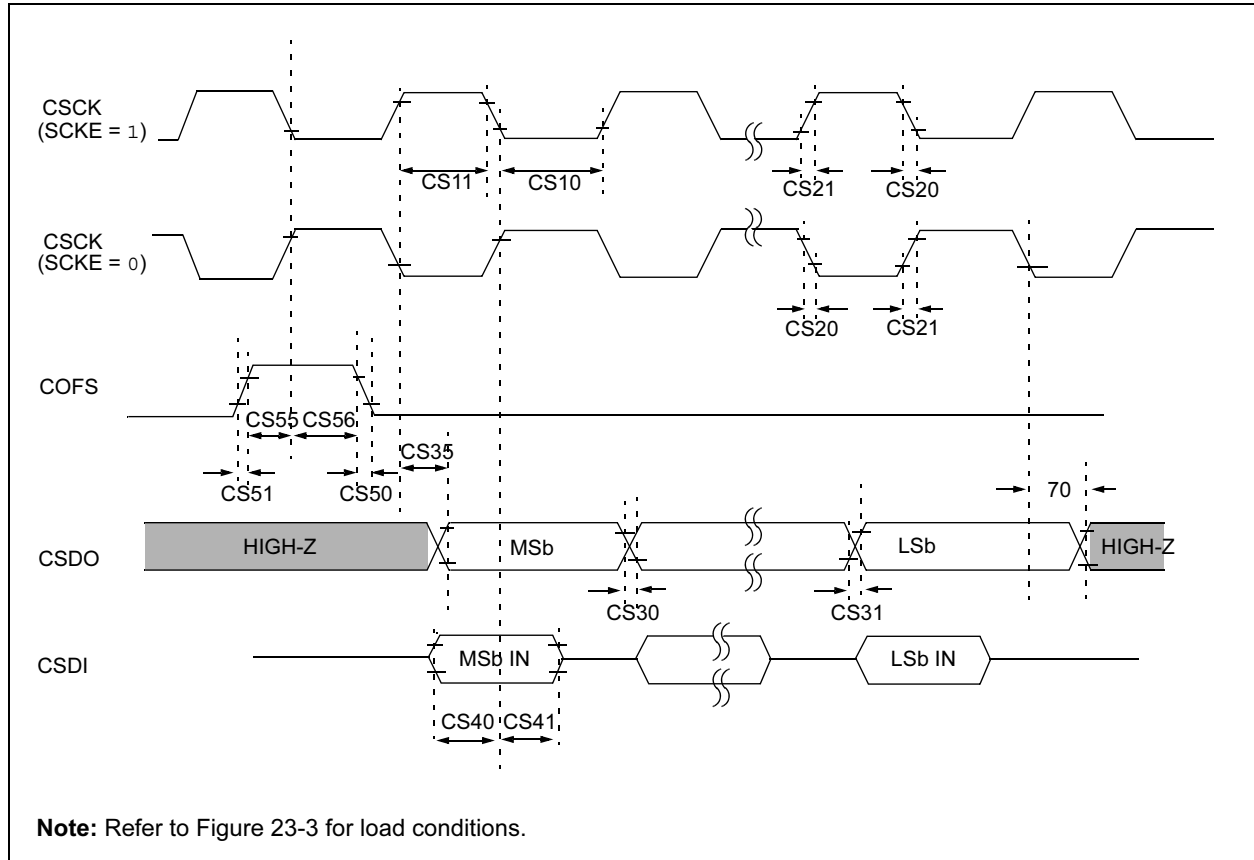 CSCK
(SCKE = 1)
CS11
CS10
CS21
CS20
CSCK
(SCKE = 0)
CS20
CS21
COFS
CS55
CS56
CS35
CS51
CS50
70
CSDO
HIGH-Z
MSb
LSb
HIGH-Z
CS30
CS31
CSDI
MSb IN
LSb IN
CS40
CS41
Note: Refer to Figure 23-3 for load conditions.